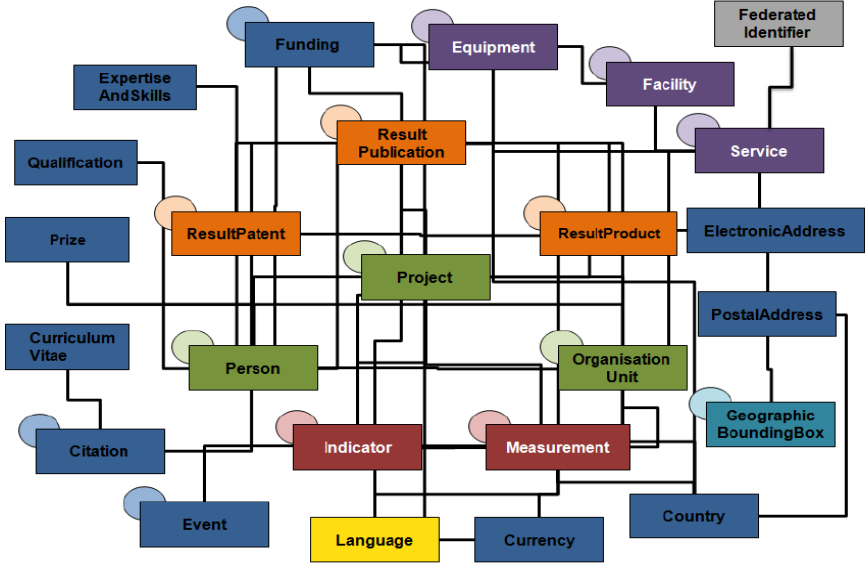 Federated
Identifier
Funding
Equipment
Expertise
AndSkills
Facility
Result
Publication
Qualification
Service
Prize
ResultPatent
ResultProduct
ElectronicAddress
Project
PostalAddress
Curriculum
Vitae
Person
Organisation
Unit
Geographic
BoundingBox
Citation
Indicator
Measurement
Event
Language
Currency
Country